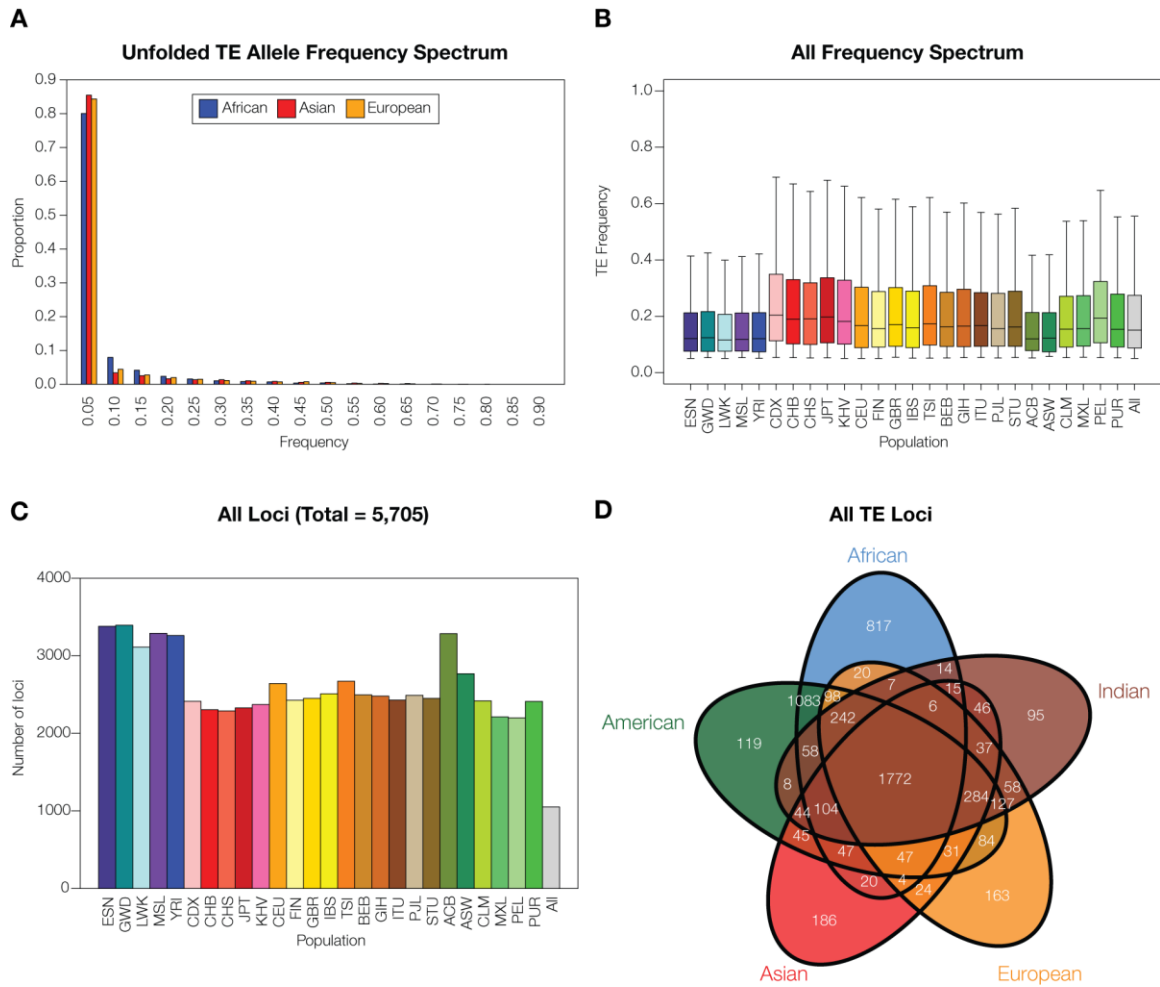 A
Unfolded TE Allele Frequency Spectrum
0.9
0.8
0.7
0.6
0.5
0.4
0.3
0.2
0.1
0.0
Proportion
African
Asian
European
0.05
0.10
0.15
0.20
0.25
0.30
0.35
0.40
0.45
0.50
0.55
0.60
0.65
0.70
0.75
0.80
0.85
0.90
Frequency
B
All Frequency Spectrum
1.0
0.8
0.6
0.4
0.2
0.0
TE Frequency
ESN
GWD
LWK
MSL
YRI
CDX
CHB
CHS
JPT
KHV
CEU
FIN
GBR
IBS
TSI
BEB
GIH
ITU
PJL
STU
ACB
ASW
CLM
MXL
PEL
PUR
All
Population
C
All Loci (Total = 5,705)
4000
3000
2000
1000
0
Number of loci
ESN
GWD
LWK
MSL
YRI
CDX
CHB
CHS
JPT
KHV
CEU
FIN
GBR
IBS
TSI
BEB
GIH
ITU
PJL
STU
ACB
ASW
CLM
MXL
PEL
PUR
All
Population
D
All TE Loci
African
817
20
14
7
15
Indian
1083
98
6
46
95
American
242
119
58
37
8
1772
284
58
127
44
104
45
47
47
31
84
20
4
24
163
186
Asian
European